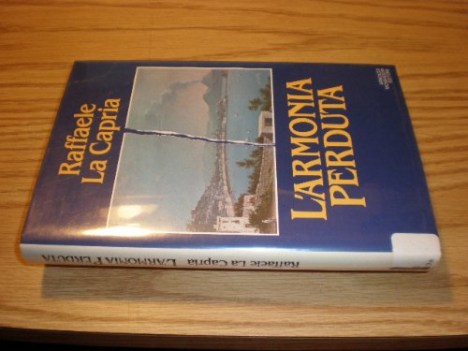 Raffaele
La Capria
L'ARMONIA
PERDUTA
Raffaele La Capria L'ARMONIA PERDUTA